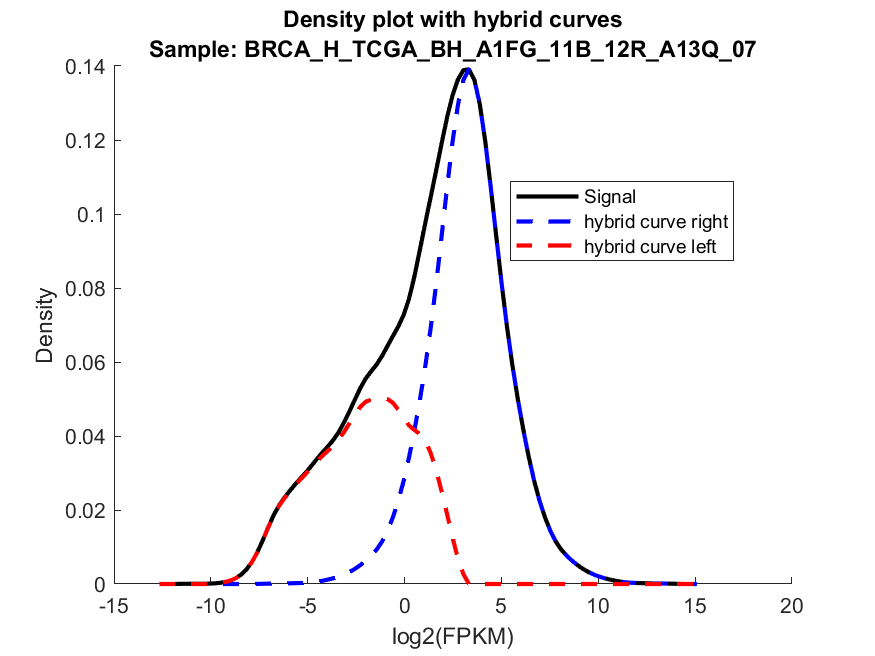 Density plot with hybrid curves
Sample: BRCA_H_TCGA_BH_A1FG_11B_12R_A13Q_07
0.14
0.12
0.1
0.08
0.06
0.04
0.02
0
Density
Signal
hybrid curve right
hybrid curve left
-15 -10 -5 0 5 10 15 20
log2(FPKM)